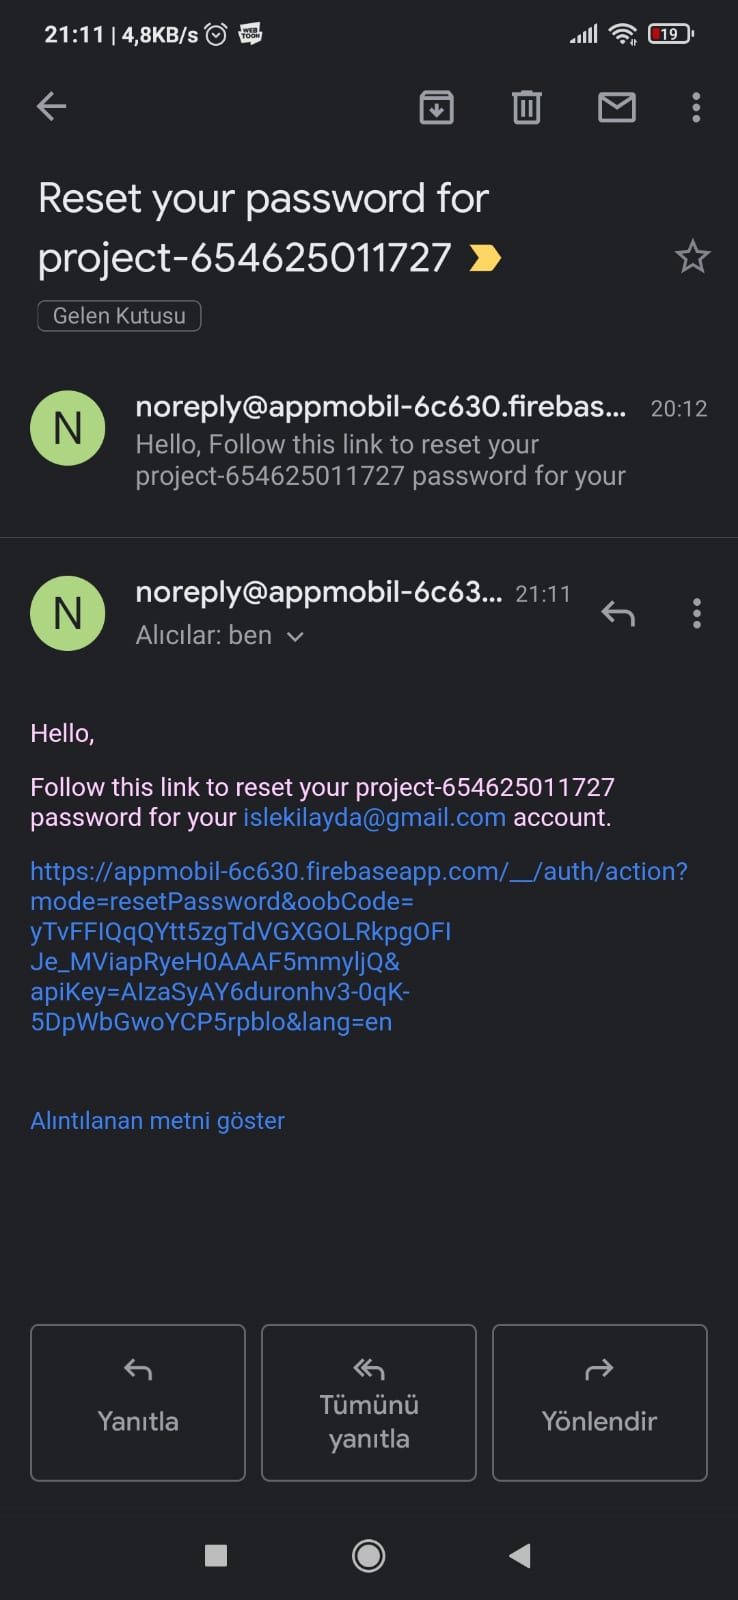 21:11 | 4,8KB/s
WEB
TOON
19
Reset your password for
project-654625011727
Gelen Kutusu
N
noreply@appmobil-6c630.firebas... 20:12
Hello, Follow this link to reset your
project-654625011727 password for your
N
noreply@appmobil-6c63... 21:11
Alıcılar: ben
Hello,
Follow this link to reset your project-654625011727
password for your islekilayda@gmail.com account.
https://appmobil-6c630.firebaseapp.com/__/auth/action?
mode=resetPassword&oobCode=
yTvFFIQqQYtt5zgTdVGXGOLRkpgOFI
Je_MViapRyeH0AAAF5mmyljQ&
apiKey=AIzaSyAY6duronhv3-0qK-
5DpWbGwoYCP5rpblo&lang=en
Alıntılanan metni göster
Yanıtla
Tümünü
yanıtla
Yönlendir